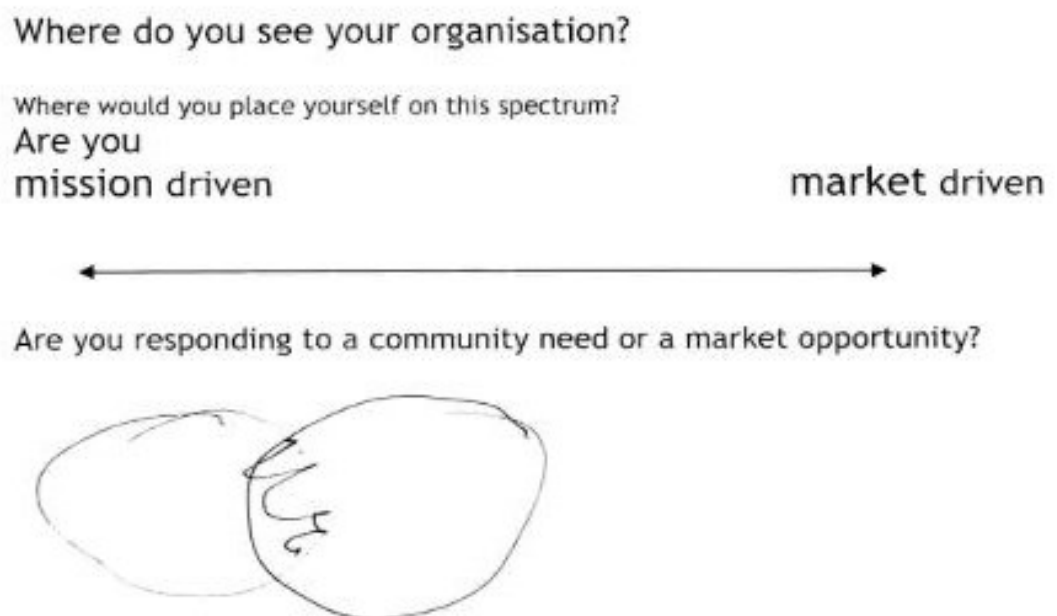 Where do you see your organisation?
Where would you place yourself on this spectrum?
Are you
mission driven
market driven
Are you responding to a community need or a market opportunity?